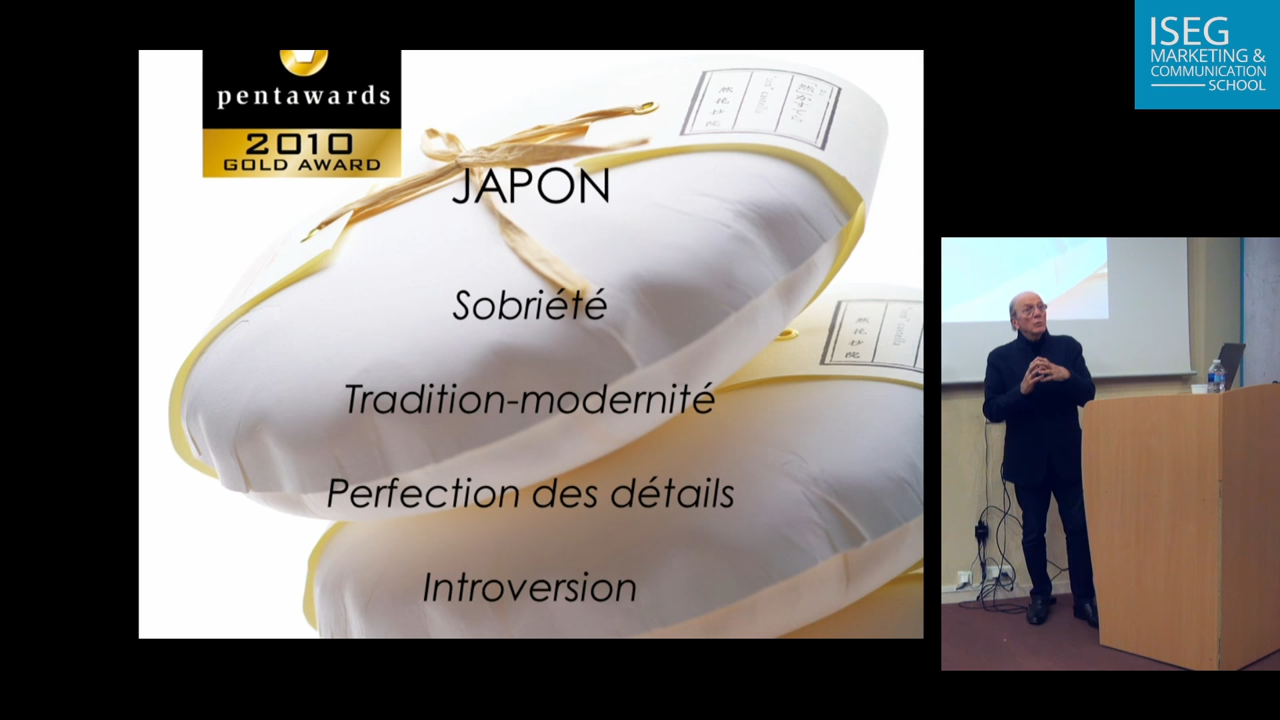 pentawards
2010
GOLD AWARD
JAPON
Sobriété
Tradition-modernité
Perfection des détails
Introversion
ISEG
MARKETING &
COMMUNICATION
SCHOOL